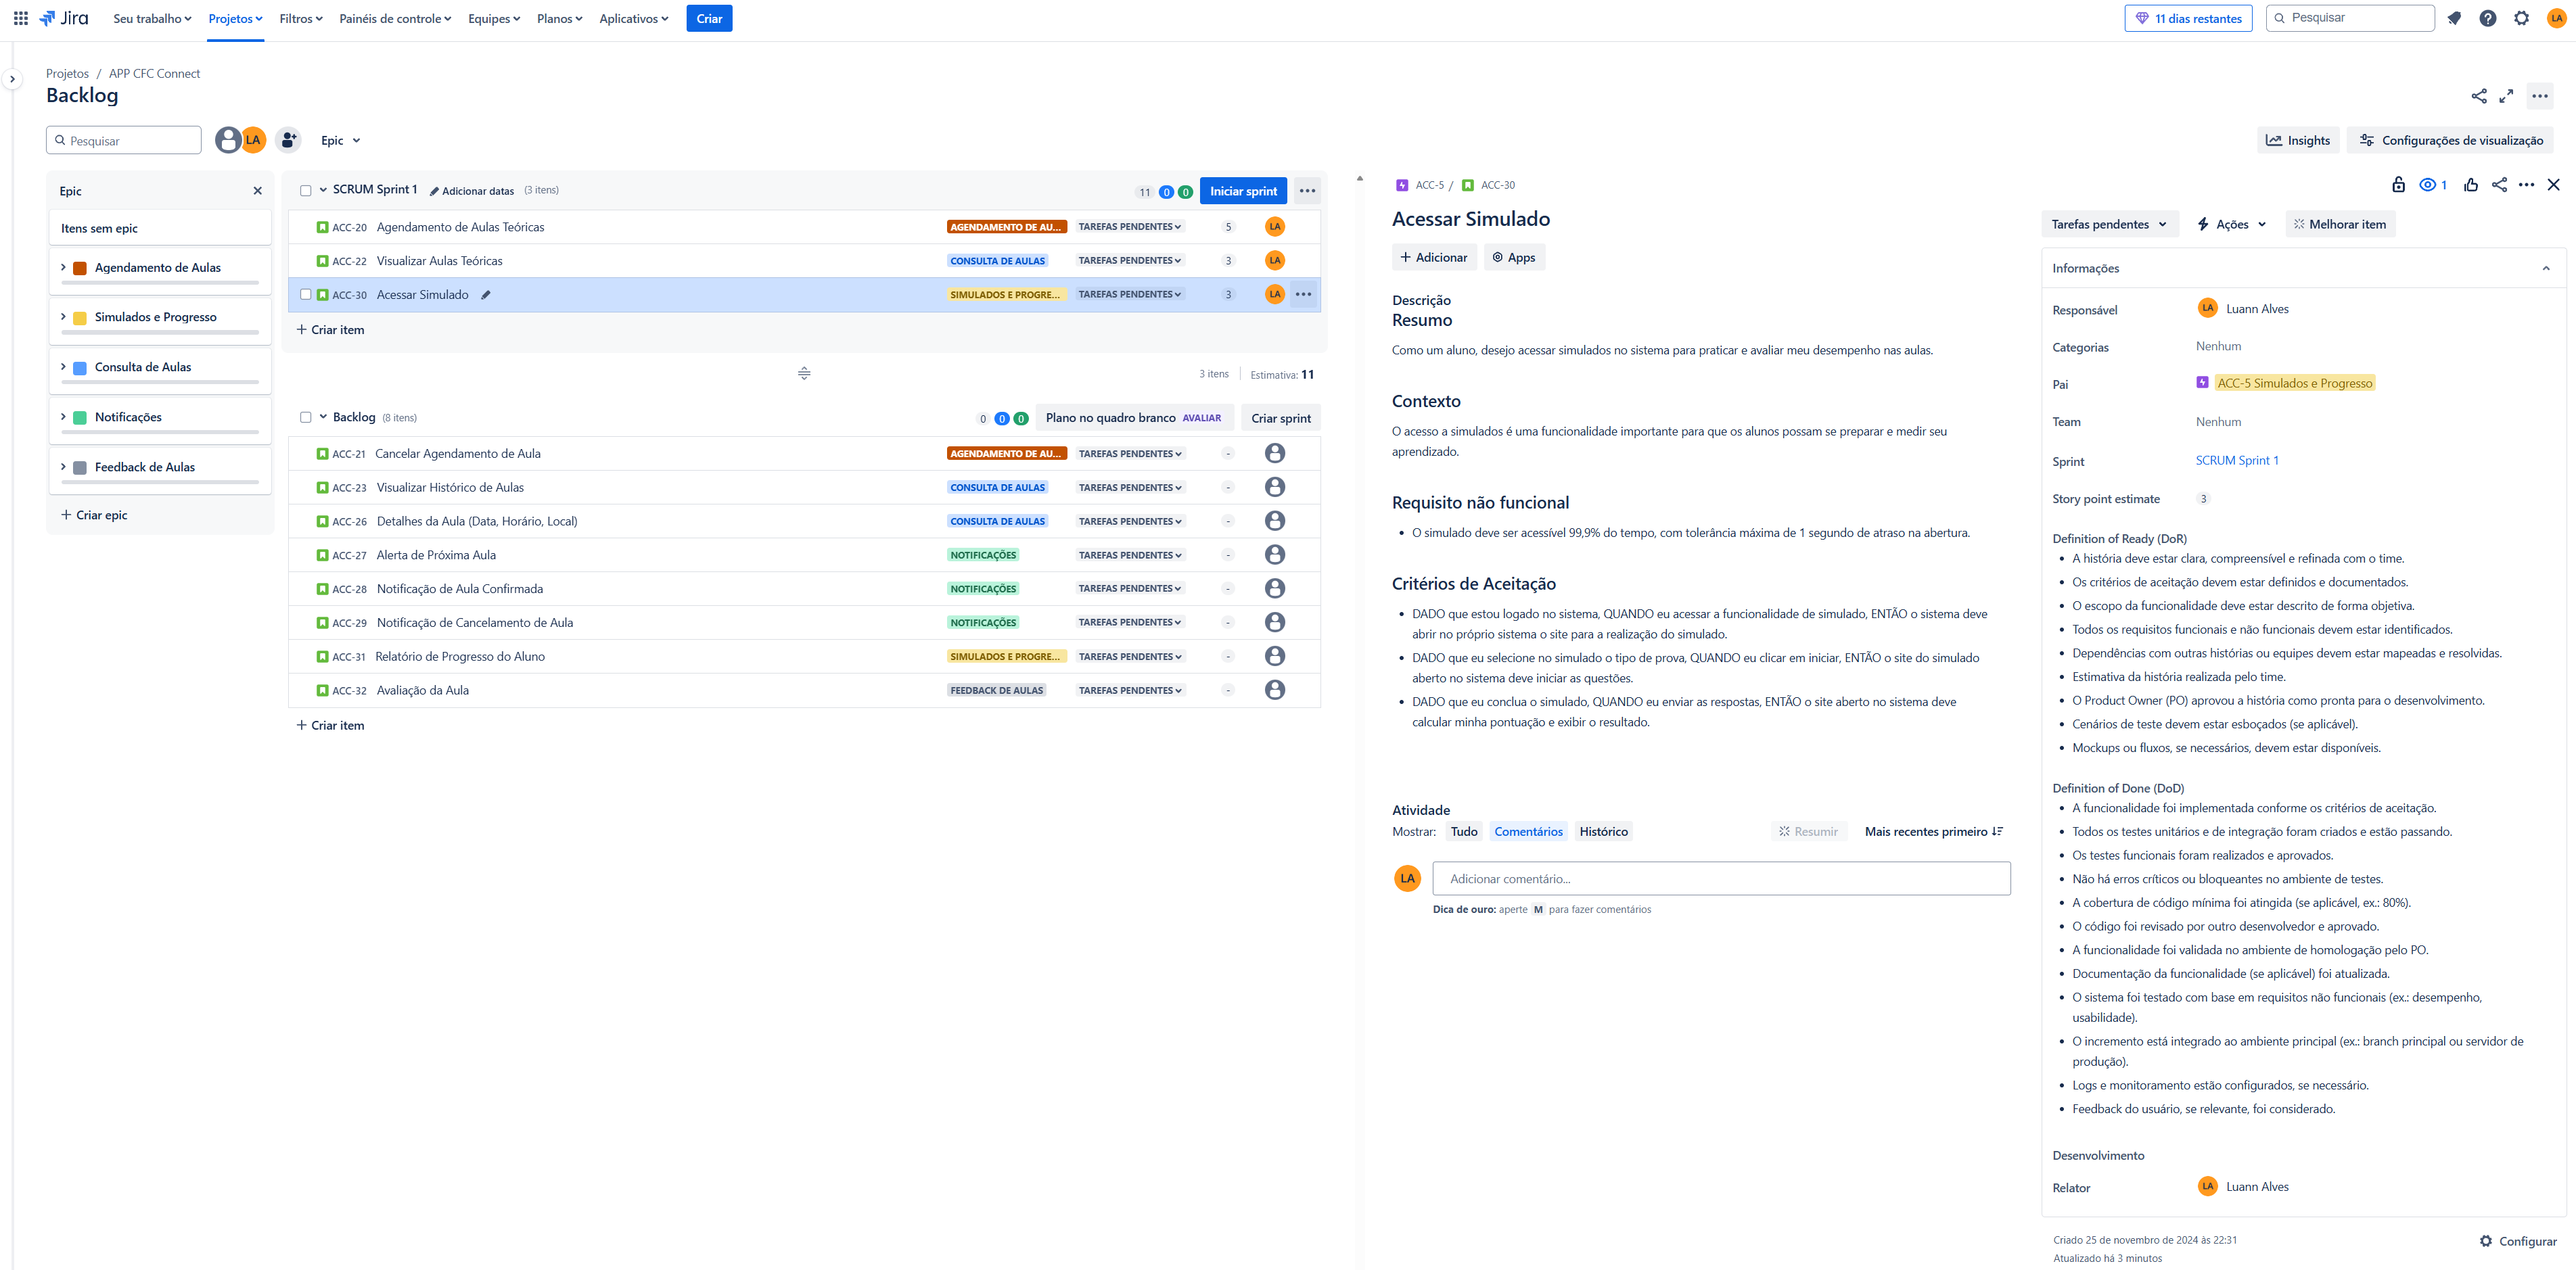 Jira
Seu trabalho
Projetos
Filtros
Painéis de controle
Equipes
Planos
Aplicativos
Criar
11 dias restantes
Pesquisar
LA
Projetos / APP CFC Connect
Backlog
Pesquisar
LA
Epic
Insights
Configurações de visualização
Epic
Itens sem epic
Agendamento de Aulas
Simulados e Progresso
Consulta de Aulas
Notificações
Feedback de Aulas
+ Criar epic
SCRUM Sprint 1 Adicionar datas (3 itens) 11 0 0 Iniciar sprint
ACC-20 Agendamento de Aulas Teóricas AGENDAMENTO DE AU... TAREFAS PENDENTES 5 LA
ACC-22 Visualizar Aulas Teóricas CONSULTA DE AULAS TAREFAS PENDENTES 3 LA
ACC-30 Acessar Simulado SIMULADOS E PROGRE... TAREFAS PENDENTES 3 LA
+ Criar item
3 itens Estimativa: 11
Backlog (8 itens) 0 0 0 Plano no quadro branco AVALIAR Criar sprint
ACC-21 Cancelar Agendamento de Aula AGENDAMENTO DE AU... TAREFAS PENDENTES -
ACC-23 Visualizar Histórico de Aulas CONSULTA DE AULAS TAREFAS PENDENTES -
ACC-26 Detalhes da Aula (Data, Horário, Local) CONSULTA DE AULAS TAREFAS PENDENTES -
ACC-27 Alerta de Próxima Aula NOTIFICAÇÕES TAREFAS PENDENTES -
ACC-28 Notificação de Aula Confirmada NOTIFICAÇÕES TAREFAS PENDENTES -
ACC-29 Notificação de Cancelamento de Aula NOTIFICAÇÕES TAREFAS PENDENTES -
ACC-31 Relatório de Progresso do Aluno SIMULADOS E PROGRE... TAREFAS PENDENTES -
ACC-32 Avaliação da Aula FEEDBACK DE AULAS TAREFAS PENDENTES -
+ Criar item
ACC-5 / ACC-30
1
Acessar Simulado
+ Adicionar
Apps
Descrição
Resumo
Como um aluno, desejo acessar simulados no sistema para praticar e avaliar meu desempenho nas aulas.
Contexto
O acesso a simulados é uma funcionalidade importante para que os alunos possam se preparar e medir seu
aprendizado.
Requisito não funcional
• O simulado deve ser acessível 99,9% do tempo, com tolerância máxima de 1 segundo de atraso na abertura.
Critérios de Aceitação
• DADO que estou logado no sistema, QUANDO eu acessar a funcionalidade de simulado, ENTÃO o sistema deve
abrir no próprio sistema o site para a realização do simulado.
• DADO que eu selecione no simulado o tipo de prova, QUANDO eu clicar em iniciar, ENTÃO o site do simulado
aberto no sistema deve iniciar as questões.
• DADO que eu conclua o simulado, QUANDO eu enviar as respostas, ENTÃO o site aberto no sistema deve
calcular minha pontuação e exibir o resultado.
Atividade
Mostrar: Tudo Comentários Histórico Resumir Mais recentes primeiro
LA Adicionar comentário...
Dica de ouro: aperte M para fazer comentários
Tarefas pendentes
Ações
Melhorar item
Informações
Responsável LA Luann Alves
Categorias Nenhum
Pai ACC-5 Simulados e Progresso
Team Nenhum
Sprint SCRUM Sprint 1
Story point estimate 3
Definition of Ready (DoR)
• A história deve estar clara, compreensível e refinada com o time.
• Os critérios de aceitação devem estar definidos e documentados.
• O escopo da funcionalidade deve estar descrito de forma objetiva.
• Todos os requisitos funcionais e não funcionais devem estar identificados.
• Dependências com outras histórias ou equipes devem estar mapeadas e resolvidas.
• Estimativa da história realizada pelo time.
• O Product Owner (PO) aprovou a história como pronta para o desenvolvimento.
• Cenários de teste devem estar esboçados (se aplicável).
• Mockups ou fluxos, se necessários, devem estar disponíveis.
Definition of Done (DoD)
• A funcionalidade foi implementada conforme os critérios de aceitação.
• Todos os testes unitários e de integração foram criados e estão passando.
• Os testes funcionais foram realizados e aprovados.
• Não há erros críticos ou bloqueantes no ambiente de testes.
• A cobertura de código mínima foi atingida (se aplicável, ex.: 80%).
• O código foi revisado por outro desenvolvedor e aprovado.
• A funcionalidade foi validada no ambiente de homologação pelo PO.
• Documentação da funcionalidade (se aplicável) foi atualizada.
• O sistema foi testado com base em requisitos não funcionais (ex.: desempenho,
usabilidade).
• O incremento está integrado ao ambiente principal (ex.: branch principal ou servidor de
produção).
• Logs e monitoramento estão configurados, se necessário.
• Feedback do usuário, se relevante, foi considerado.
Desenvolvimento
Relator LA Luann Alves
Criado 25 de novembro de 2024 às 22:31
Atualizado há 3 minutos
Configurar